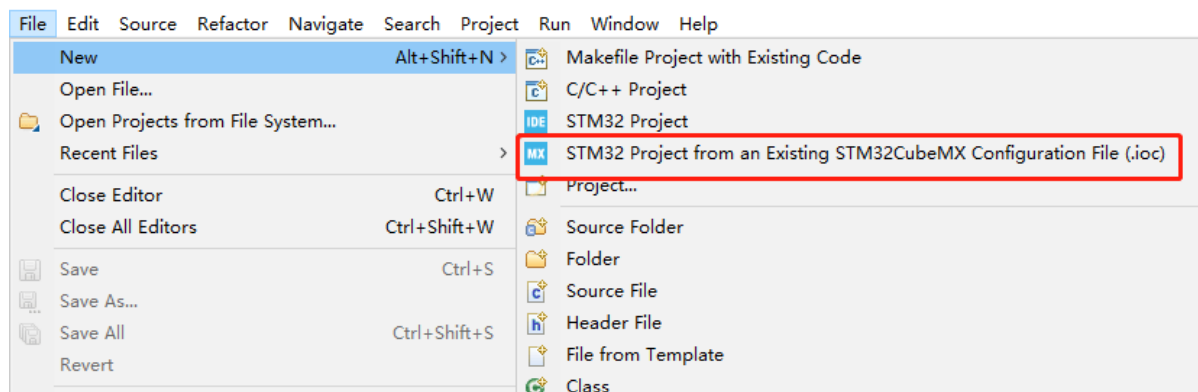 File Edit Source Refactor Navigate Search Project Run Window Help
New Alt+Shift+N >
Open File...
Open Projects from File System...
Recent Files >
Close Editor Ctrl+W
Close All Editors Ctrl+Shift+W
Save Ctrl+S
Save As...
Save All Ctrl+Shift+S
Revert
Makefile Project with Existing Code
C/C++ Project
IDE STM32 Project
MX STM32 Project from an Existing STM32CubeMX Configuration File (.ioc)
Project...
Source Folder
Folder
Source File
Header File
File from Template
Class